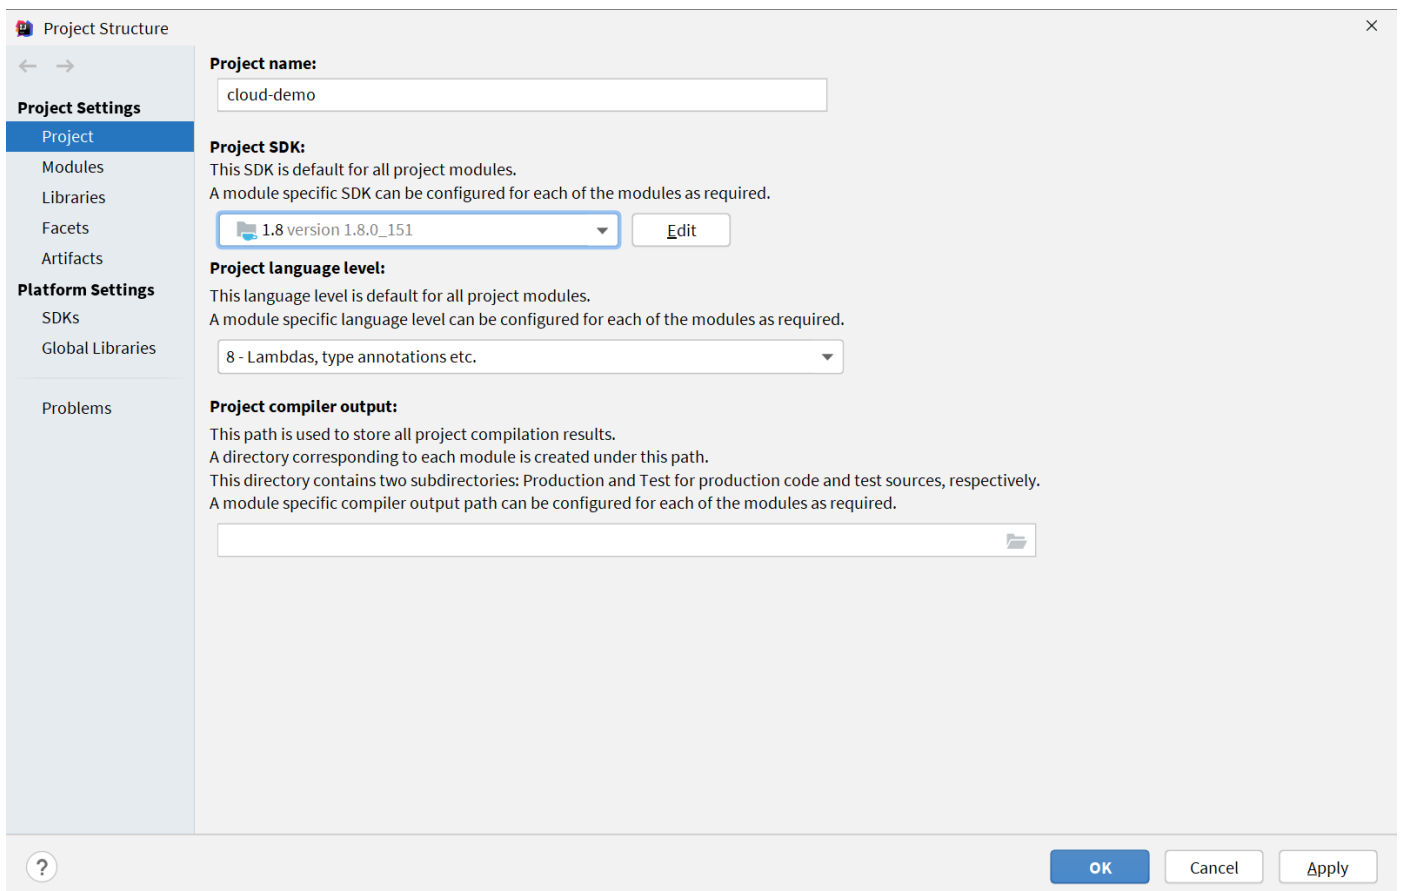 Project Structure
Project Settings
Project
Modules
Libraries
Facets
Artifacts
Platform Settings
SDKs
Global Libraries
Problems
Project name:
cloud-demo
Project SDK:
This SDK is default for all project modules.
A module specific SDK can be configured for each of the modules as required.
1.8 version 1.8.0_151
Edit
Project language level:
This language level is default for all project modules.
A module specific language level can be configured for each of the modules as required.
8 - Lambdas, type annotations etc.
Project compiler output:
This path is used to store all project compilation results.
A directory corresponding to each module is created under this path.
This directory contains two subdirectories: Production and Test for production code and test sources, respectively.
A module specific compiler output path can be configured for each of the modules as required.
?
OK
Cancel
Apply